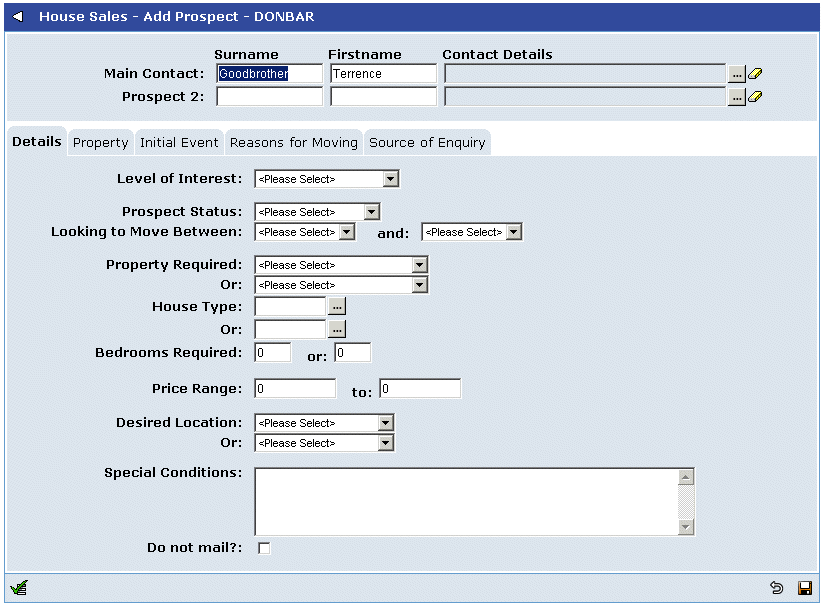 House Sales - Add Prospect - DONBAR
Surname Firstname Contact Details
Main Contact: Goodbrother Terrence ...
Prospect 2: ...
Details Property Initial Event Reasons for Moving Source of Enquiry
Level of Interest: <Please Select>
Prospect Status: <Please Select>
Looking to Move Between: <Please Select> and: <Please Select>
Property Required: <Please Select>
Or: <Please Select>
House Type: ...
Or: ...
Bedrooms Required: 0 or: 0
Price Range: 0 to: 0
Desired Location: <Please Select>
Or: <Please Select>
Special Conditions:
Do not mail?: